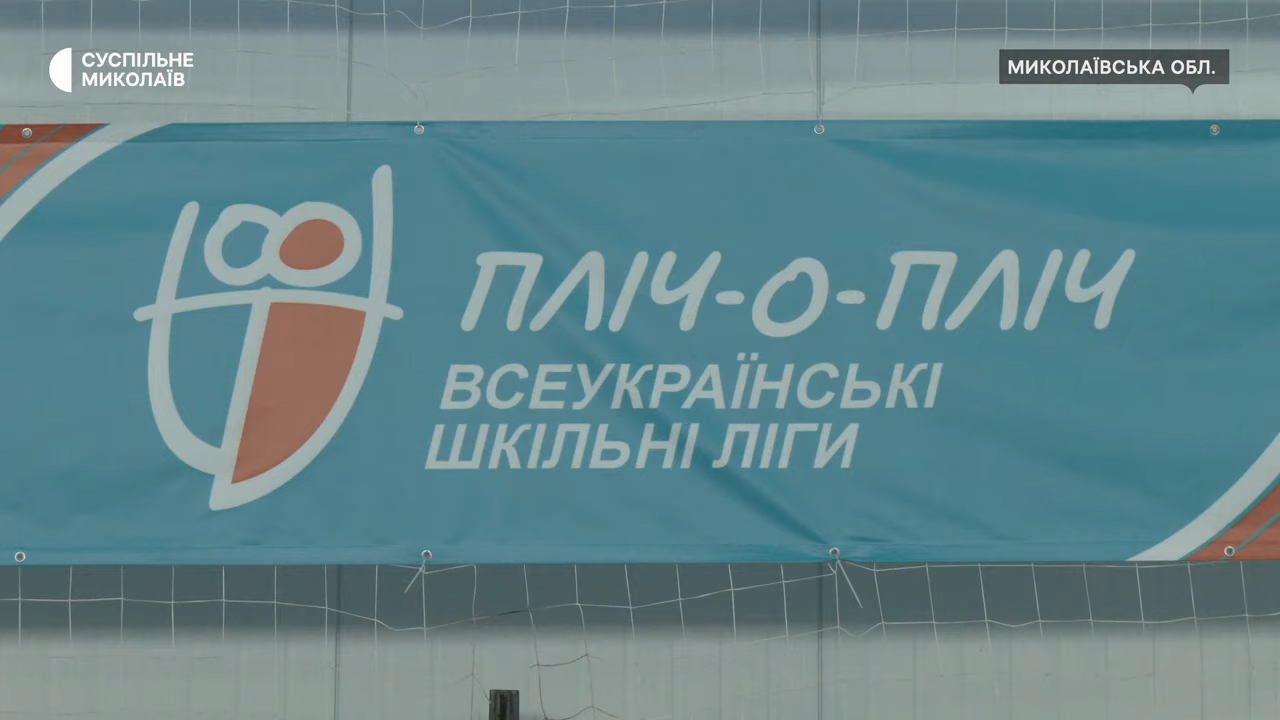 СУСПІЛЬНЕ
МИКОЛАЇВ
МИКОЛАЇВСЬКА ОБЛ.
ПЛІЧ-О-ПЛІЧ
ВСЕУКРАЇНСЬКІ
ШКІЛЬНІ ЛІГИ